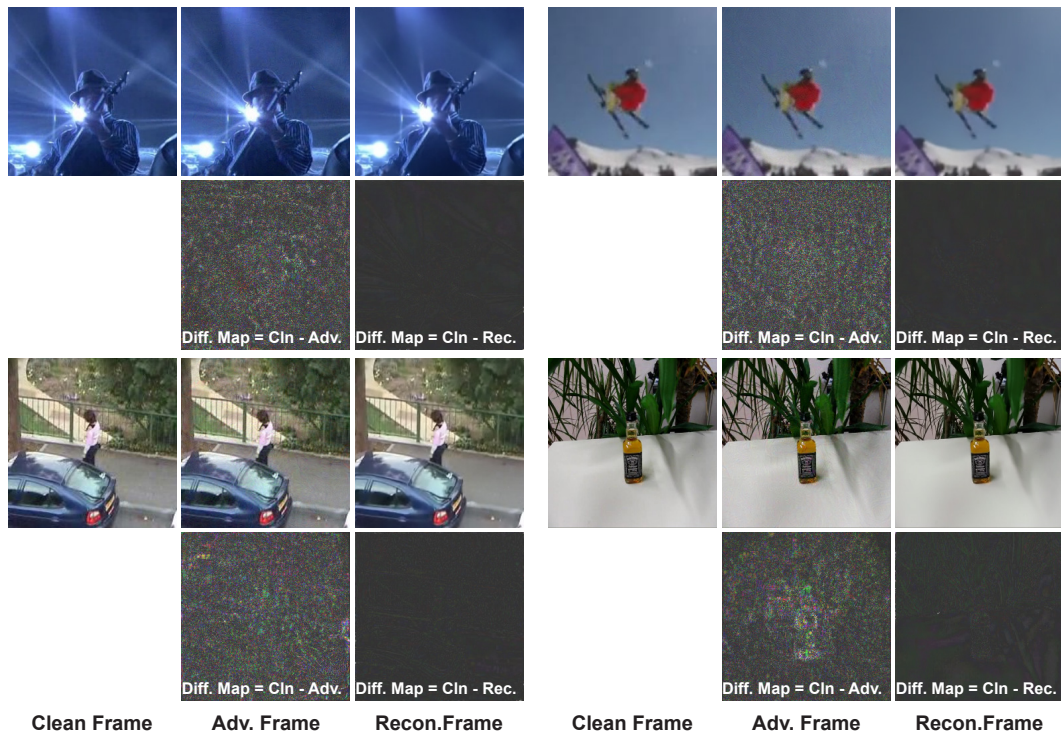 Diff. Map = Cln - Adv. Diff. Map = Cln - Rec. Diff. Map = Cln - Adv. Diff. Map = Cln - Rec.
Diff. Map = Cln - Adv. Diff. Map = Cln - Rec. Diff. Map = Cln - Adv. Diff. Map = Cln - Rec.
Clean Frame Adv. Frame Recon.Frame Clean Frame Adv. Frame Recon.Frame